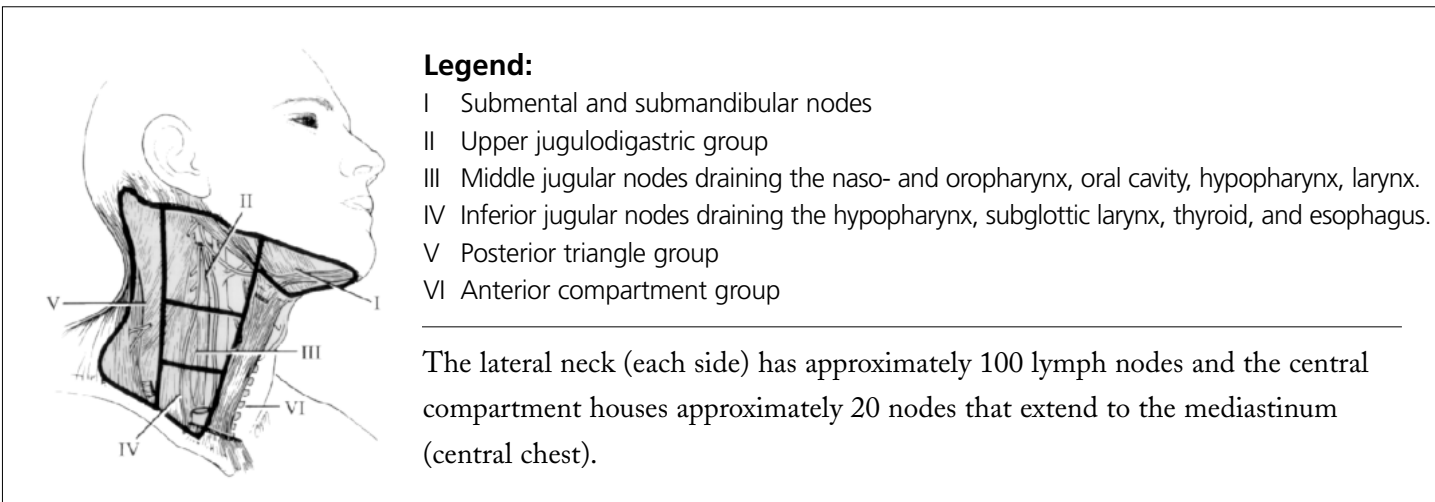 Legend:
I Submental and submandibular nodes
II Upper jugulodigastric group
III Middle jugular nodes draining the naso- and oropharynx, oral cavity, hypopharynx, larynx.
IV Inferior jugular nodes draining the hypopharynx, subglottic larynx, thyroid, and esophagus.
V Posterior triangle group
VI Anterior compartment group
The lateral neck (each side) has approximately 100 lymph nodes and the central
compartment houses approximately 20 nodes that extend to the mediastinum
(central chest).
II
V
I
III
VI
IV